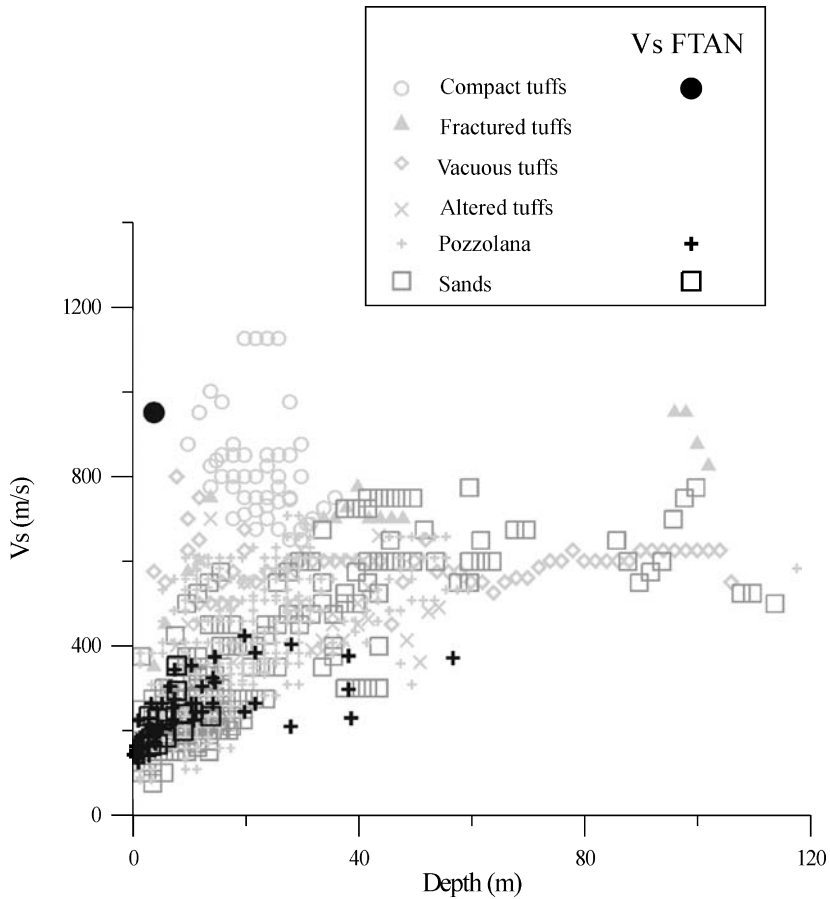 Vs FTAN
Compact tuffs
Fractured tuffs
Vacuous tuffs
Altered tuffs
Pozzolana
Sands
1200
800
400
0
Vs (m/s)
0 40 80 120
Depth (m)